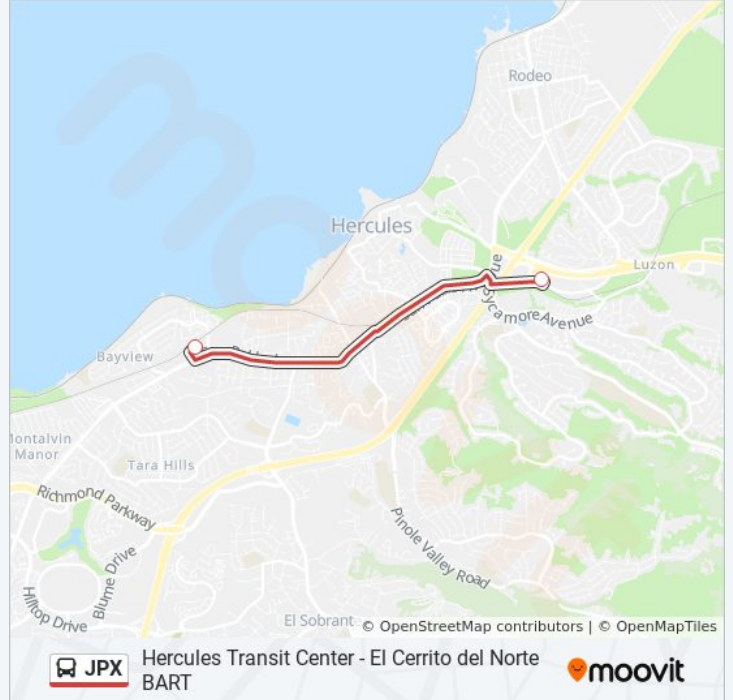 Rodeo
Hercules
Luzon
Sycamore Avenue
Bayview
Tara Hills
Manor
Richmond Parkway
Blume Drive
Hilltop Drive
Pinole Valley Road
El Sobrant
© OpenStreetMap contributors | © OpenMapTiles
JPX
Hercules Transit Center - El Cerrito del Norte
BART
moovit